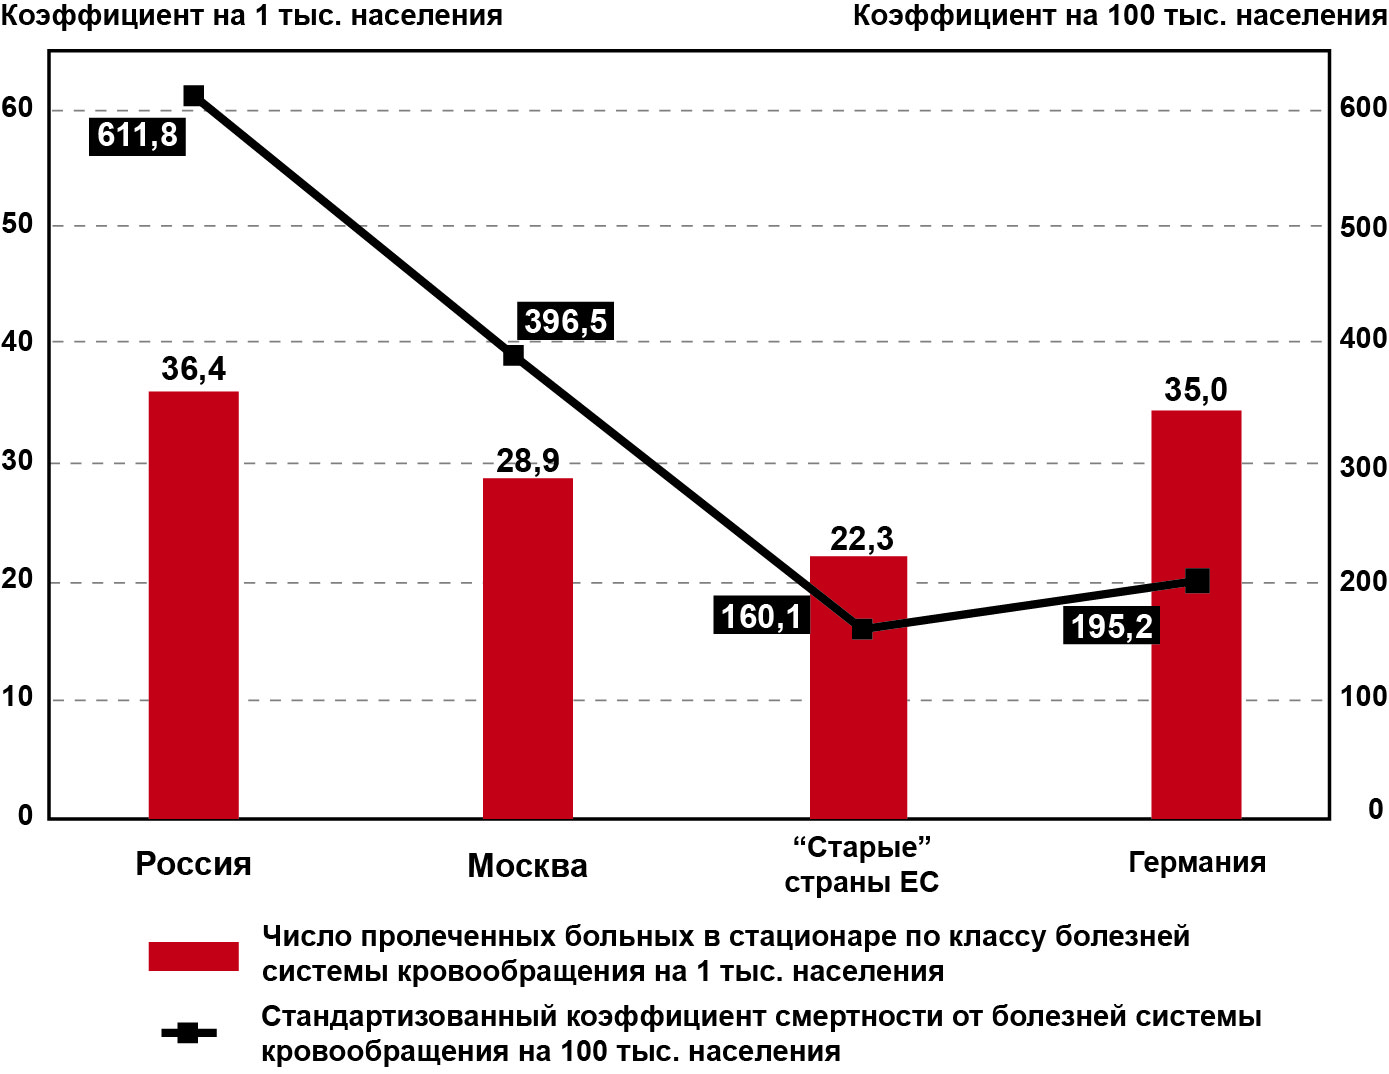 Коэффициент на 1 тыс. населения
Коэффициент на 100 тыс. населения
60
600
611,8
50
500
396,5
40
400
36,4
35,0
30
300
28,9
22,3
20
200
160,1
195,2
10
100
0
0
Россия
Москва
“Старые”
страны ЕС
Германия
Число пролеченных больных в стационаре по классу болезней
системы кровообращения на 1 тыс. населения
Стандартизованный коэффициент смертности от болезней системы
кровообращения на 100 тыс. населения